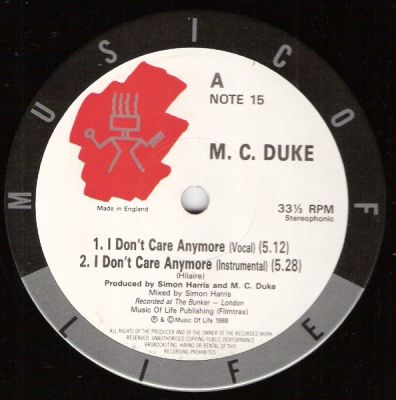 MUSIC OF LIFE
A
NOTE 15
M. C. DUKE
Made in England
33⅓ RPM
Stereophonic
1. I Don't Care Anymore (Vocal) (5.12)
2. I Don't Care Anymore (Instrumental) (5.28)
(Hilaire)
Produced by Simon Harris and M. C. Duke
Mixed by Simon Harris
Recorded at The Bunker – London
Music Of Life Publishing (Filmtrax)
℗ & © Music Of Life 1988
ALL RIGHTS OF THE PRODUCER AND OF THE OWNER OF THE RECORDED WORK
RESERVED. UNAUTHORISED COPYING PUBLIC PERFORMANCE
BROADCASTING HIRING OR RENTAL OF THIS
RECORDING PROHIBITED